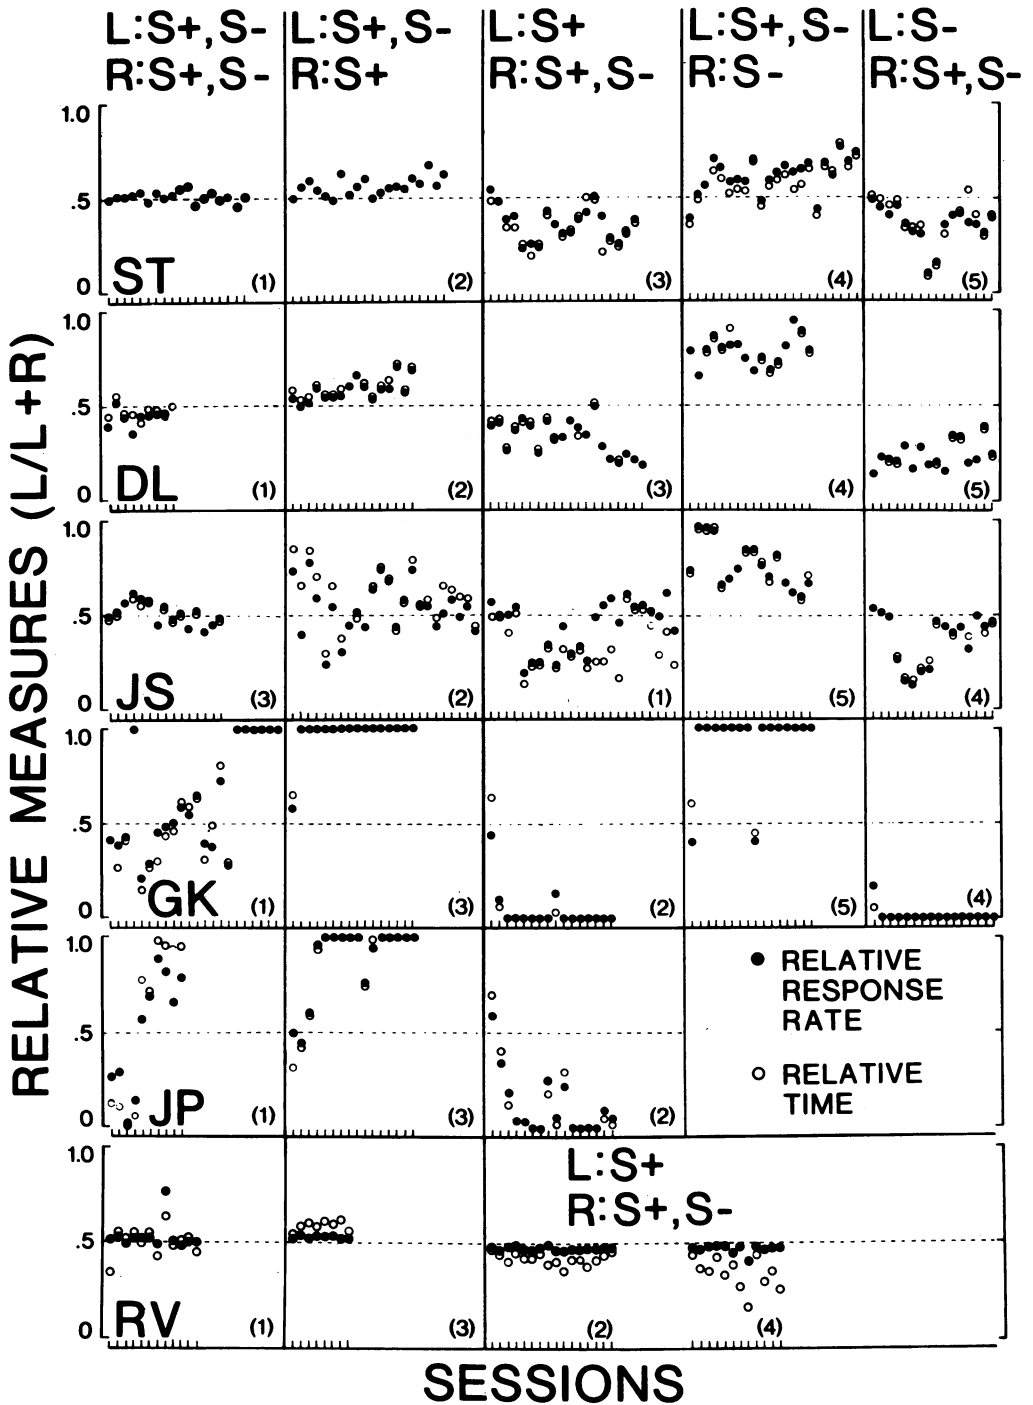 L:S+,S-
R:S+,S-
L:S+,S-
R:S+
L:S+
R:S+,S-
L:S+,S-
R:S-
L:S-
R:S+,S-
RELATIVE MEASURES (L/L+R)
1.0
.5
0
ST
(1)
(2)
(3)
(4)
(5)
1.0
.5
0
DL
(1)
(2)
(3)
(4)
(5)
1.0
.5
0
JS
(3)
(2)
(1)
(5)
(4)
1.0
.5
0
GK
(1)
(3)
(2)
(5)
(4)
1.0
.5
0
JP
(1)
(3)
(2)
● RELATIVE
RESPONSE
RATE
○ RELATIVE
TIME
1.0
.5
0
RV
(1)
(3)
L:S+
R:S+,S-
(2)
(4)
SESSIONS